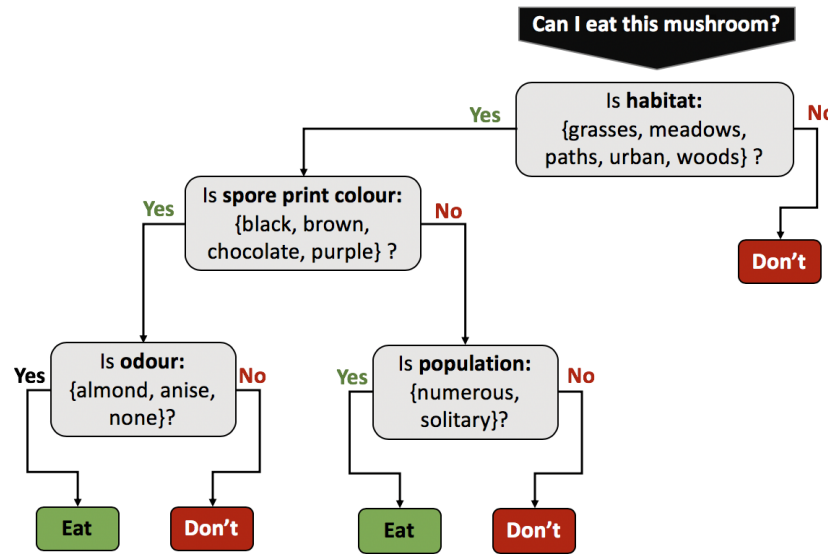 Can I eat this mushroom?
Is habitat:
{grasses, meadows,
paths, urban, woods} ?
Yes
No
Is spore print colour:
{black, brown,
chocolate, purple} ?
Yes
No
Don't
Is odour:
{almond, anise,
none}?
Yes
No
Is population:
{numerous,
solitary}?
Yes
No
Eat
Don't
Eat
Don't